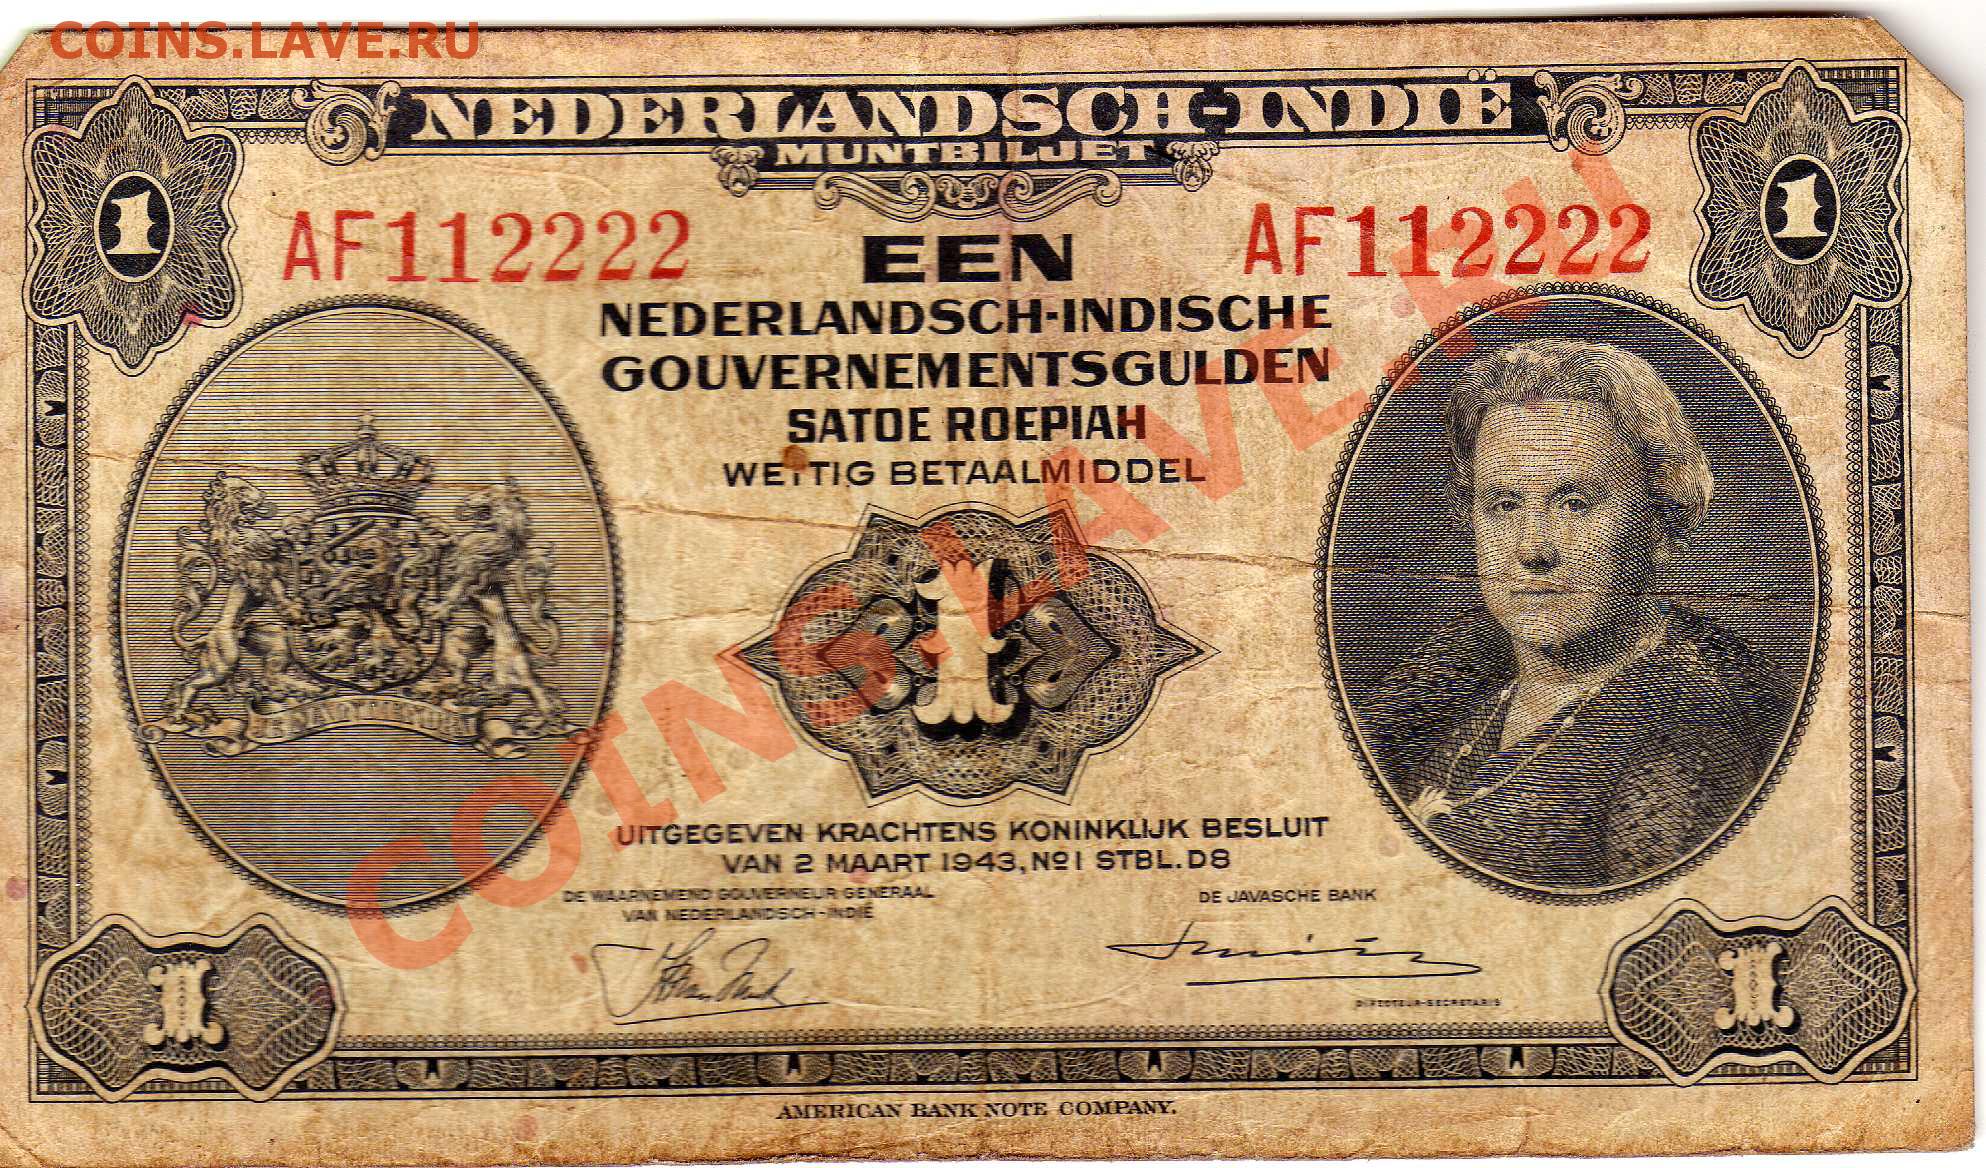 COINS.LAVE.RU
NEDERLANDSCH-INDIË
MUNTBILJET
1
1
AF112222
AF112222
EEN
NEDERLANDSCH-INDISCHE
GOUVERNEMENTSGULDEN
SATOE ROEPIAH
WETTIG BETAALMIDDEL
1
COINS.LAVE.RU
UITGEGEVEN KRACHTENS KONINKLIJK BESLUIT
VAN 2 MAART 1943, No 1 STBL. D8
DE WAARNEMEND GOUVERNEUR GENERAAL
VAN NEDERLANDSCH-INDIË
DE JAVASCHE BANK
DIRECTEUR-SECRETARIS
1
1
AMERICAN BANK NOTE COMPANY.